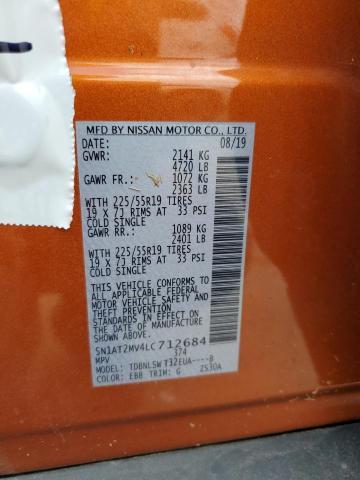 MFD BY NISSAN MOTOR CO., LTD.
DATE: 08/19
GVWR: 2141 KG
4720 LB
GAWR FR.: 1072 KG
2363 LB
WITH 225/55R19 TIRES
19 X 7J RIMS AT 33 PSI
COLD SINGLE
GAWR RR.: 1089 KG
2401 LB
WITH 225/55R19 TIRES
19 X 7J RIMS AT 33 PSI
COLD SINGLE
THIS VEHICLE CONFORMS
TO ALL APPLICABLE FEDERAL
MOTOR VEHICLE SAFETY AND
THEFT PREVENTION
STANDARDS IN EFFECT ON
THE DATE OF MANUFACTURE
SHOWN ABOVE.
5N1AT2MV4LC712684
MPV 374
MODEL: TDBNLSWT32EUA----B
COLOR: EBB TRIM: G ZS30A